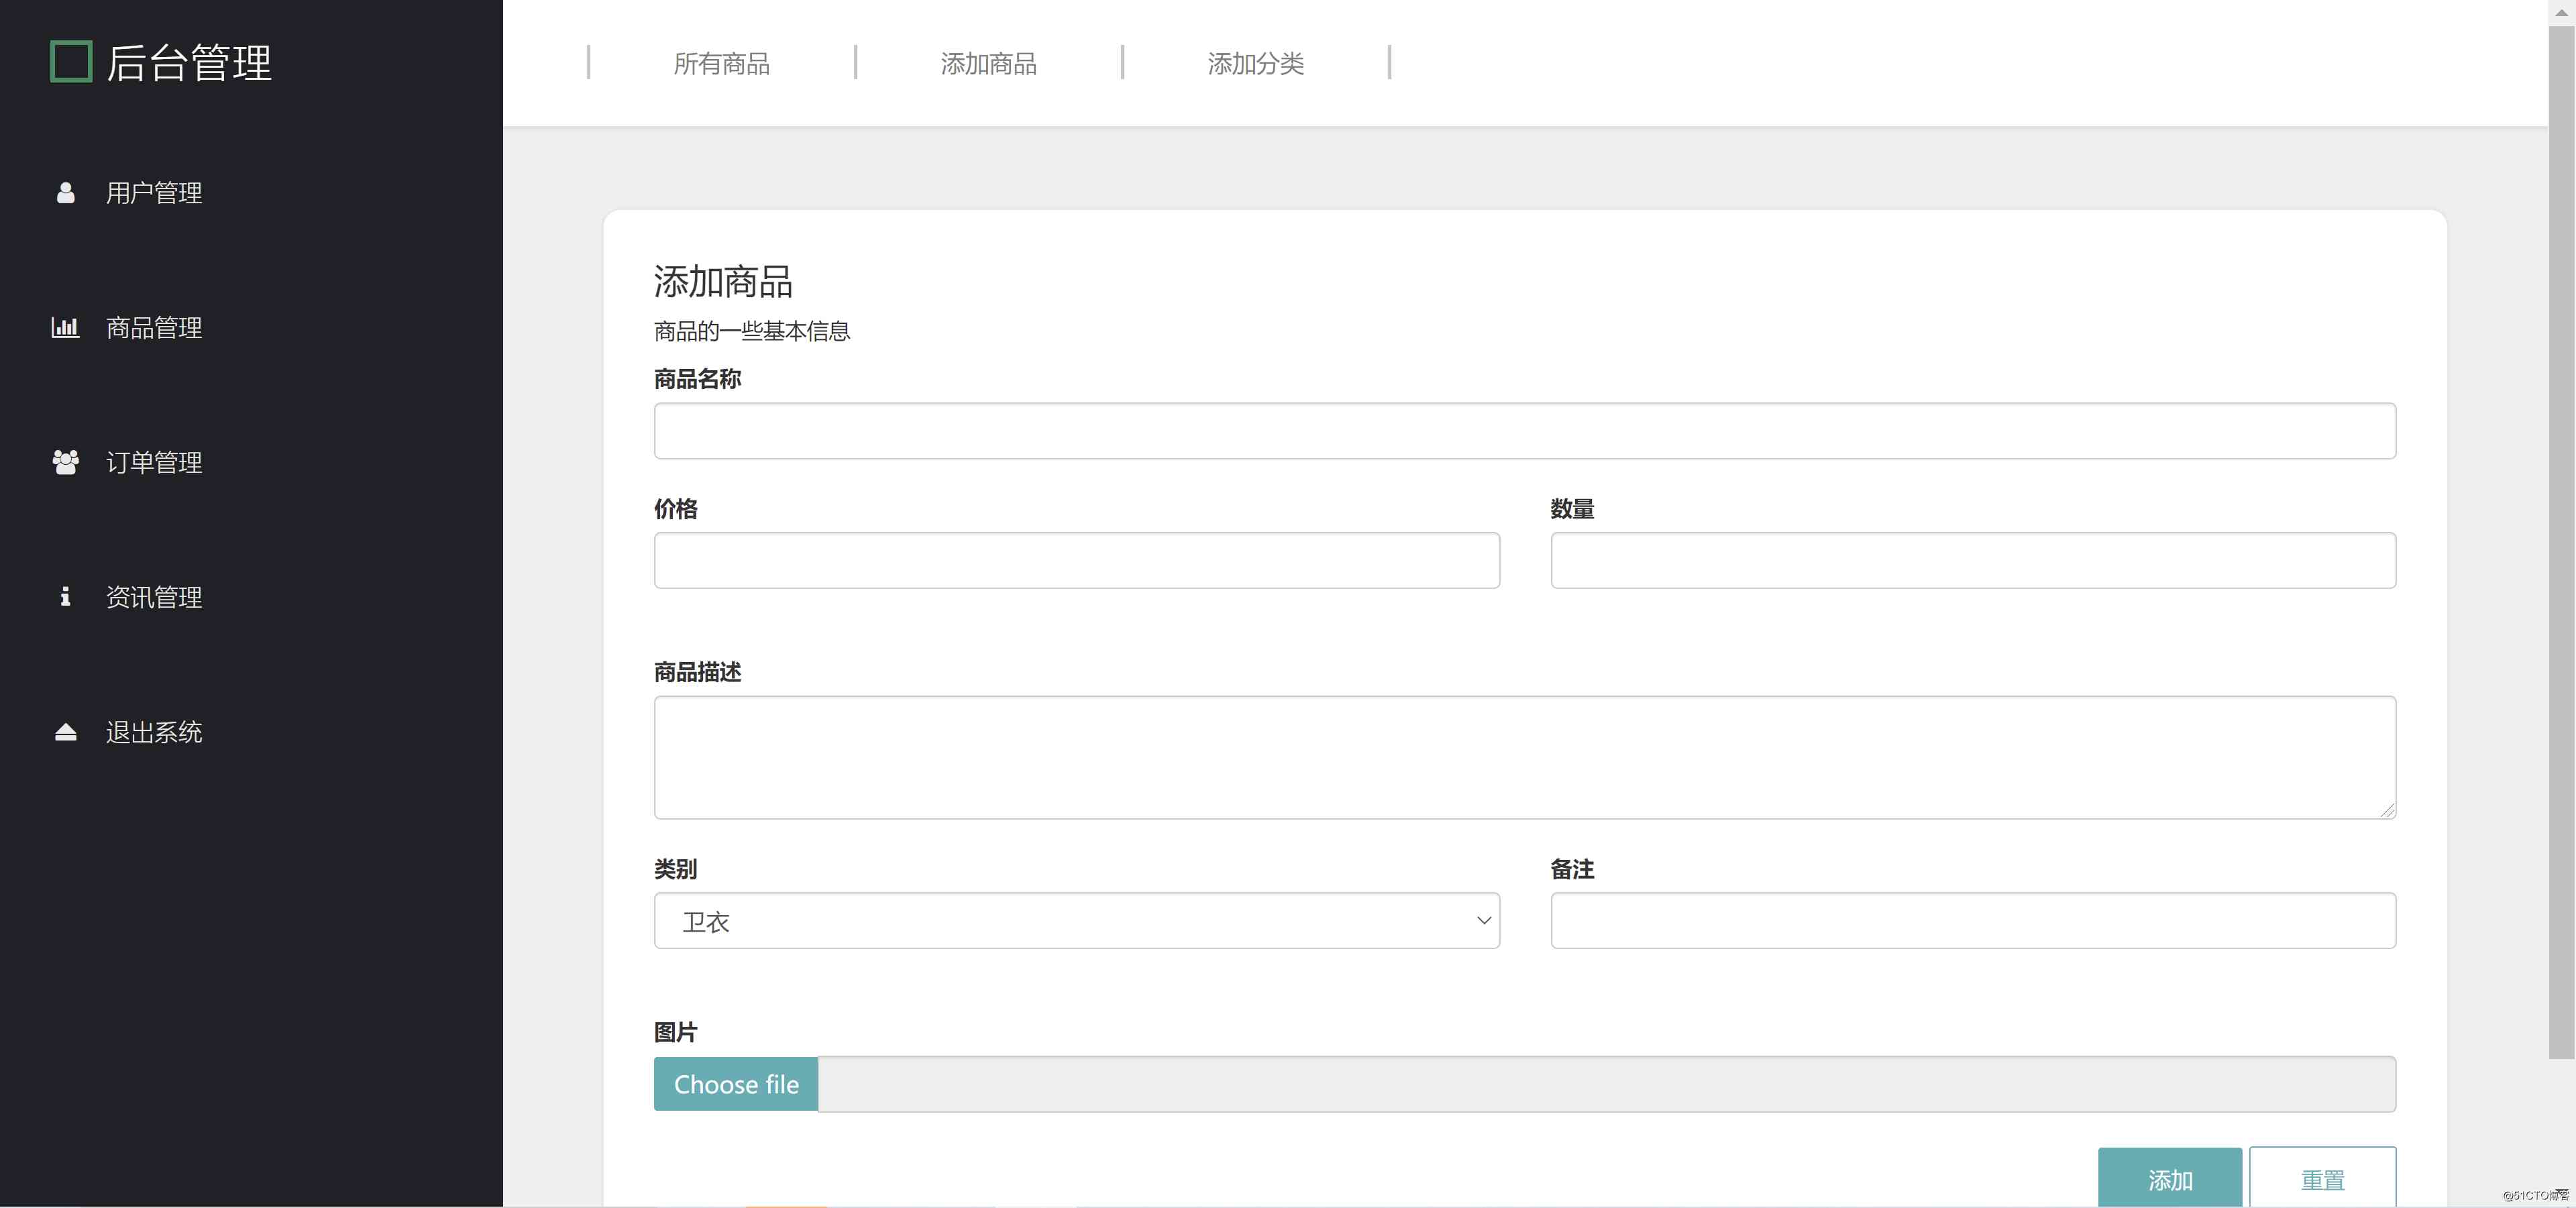 后台管理
用户管理
商品管理
订单管理
资讯管理
退出系统
所有商品
添加商品
添加分类
添加商品
商品的一些基本信息
商品名称
价格
数量
商品描述
类别
备注
卫衣
图片
Choose file
添加
重置
@51CTO博客